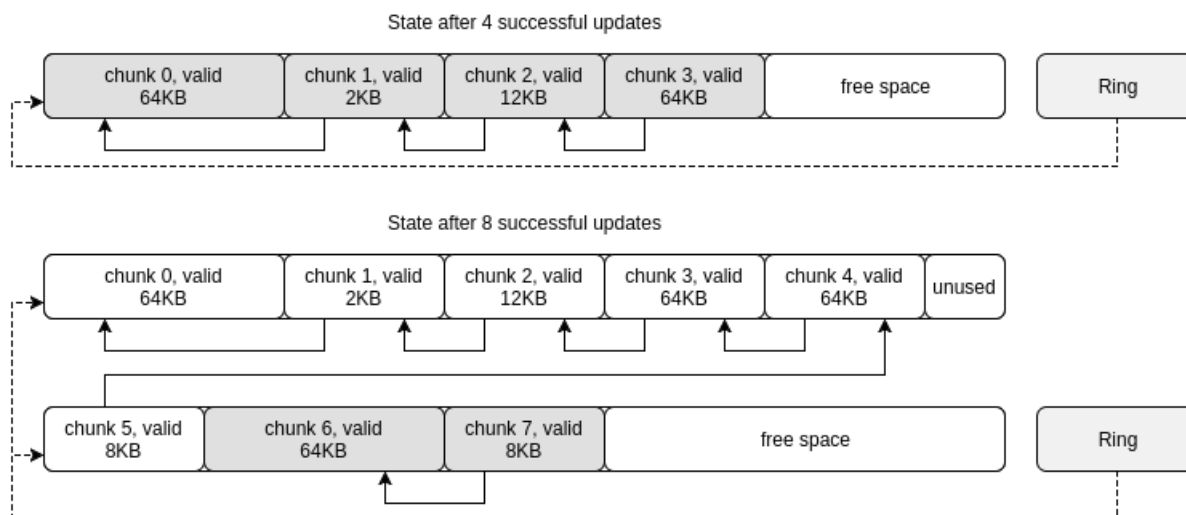 State after 4 successful updates
chunk 0, valid
64KB
chunk 1, valid
2KB
chunk 2, valid
12KB
chunk 3, valid
64KB
free space
Ring
State after 8 successful updates
chunk 0, valid
64KB
chunk 1, valid
2KB
chunk 2, valid
12KB
chunk 3, valid
64KB
chunk 4, valid
64KB
unused
chunk 5, valid
8KB
chunk 6, valid
64KB
chunk 7, valid
8KB
free space
Ring